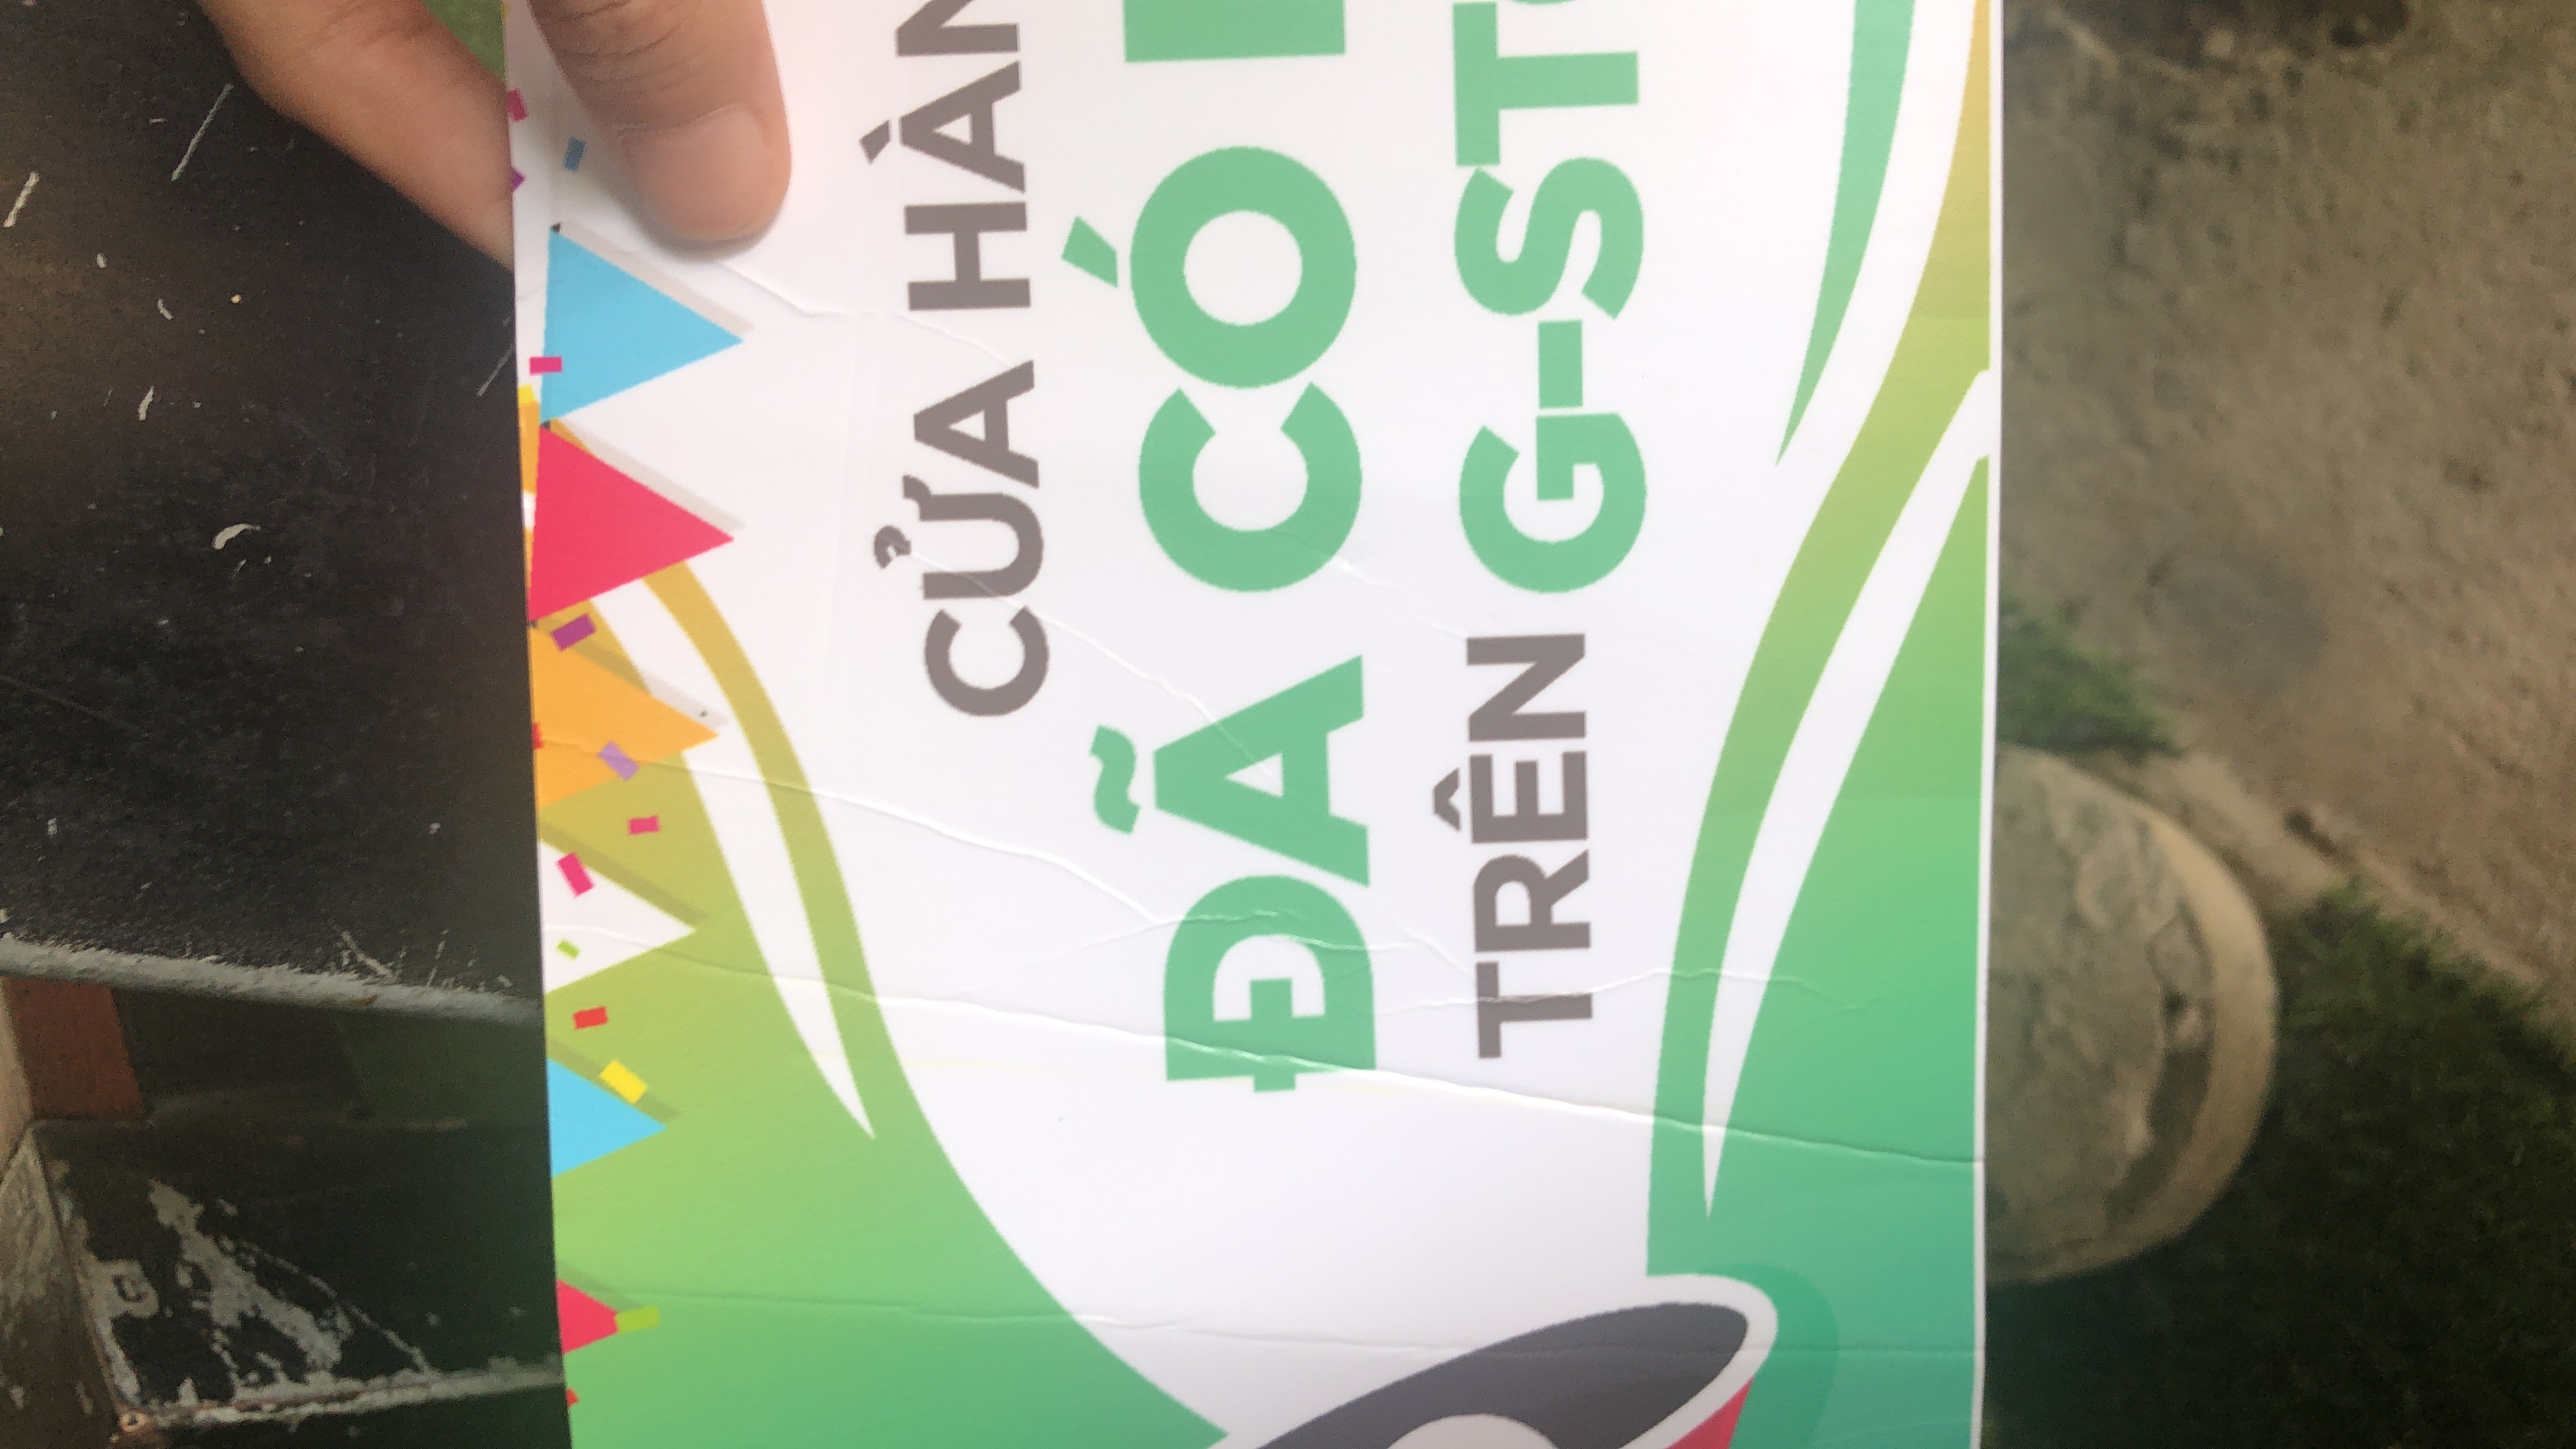 CỬA HÀN
ĐÃ CÓ
TRÊN G-ST